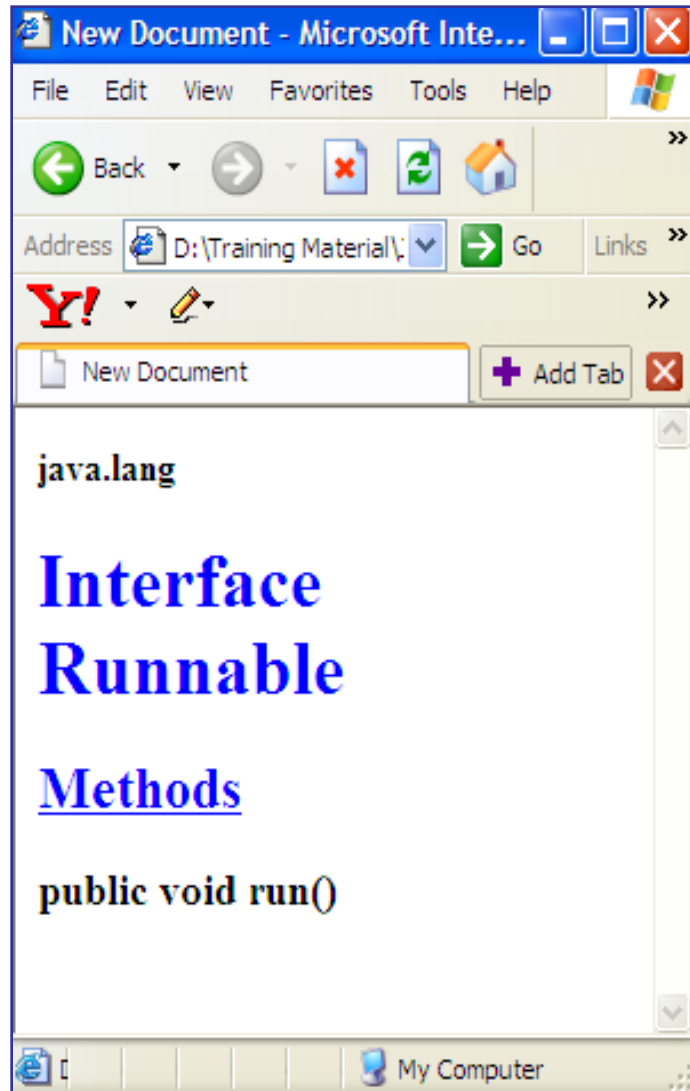 New Document - Microsoft Inte...
File Edit View Favorites Tools Help
Back »
Address D:\Training Material\ Go Links »
Y! »
New Document Add Tab
java.lang
Interface
Runnable
Methods
public void run()
My Computer